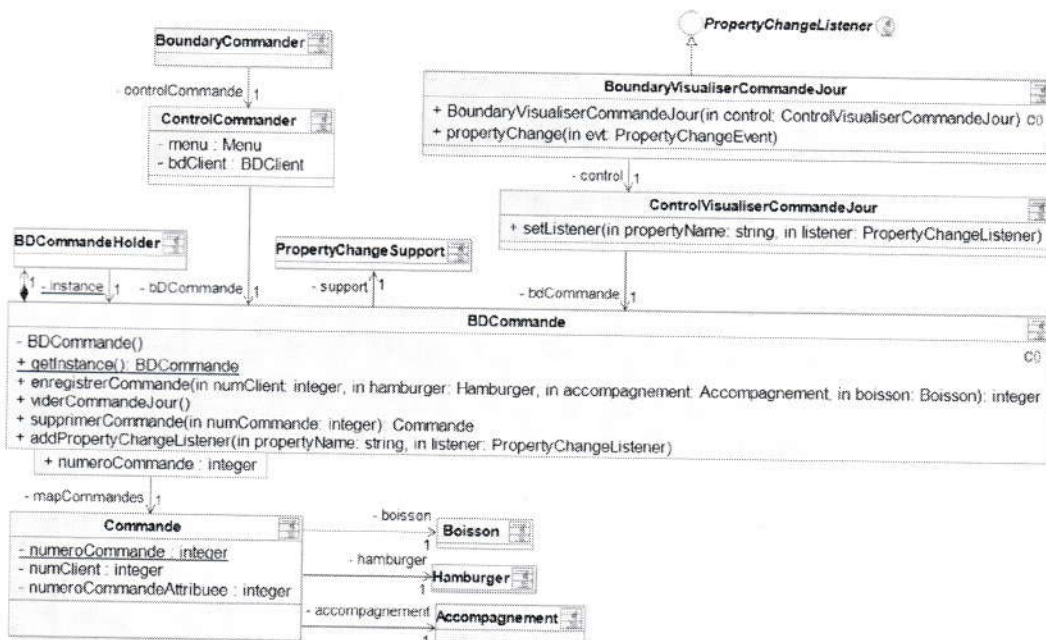 PropertyChangeListener
BoundaryCommander
- controlCommande
1
ControlCommander
- menu : Menu
- bdClient : BDClient
BoundaryVisualiserCommandeJour
+ BoundaryVisualiserCommandeJour(in control: ControlVisualiserCommandeJour) C()
+ propertyChange(in evt: PropertyChangeEvent)
- control
1
ControlVisualiserCommandeJour
+ setListener(in propertyName: string, in listener: PropertyChangeListener)
BDCommandeHolder
PropertyChangeSupport
1
- instance
1
- bDCommande
1
- support
1
- bdCommande
1
BDCommande
- BDCommande()
C()
+ getInstance(): BDCommande
+ enregistrerCommande(in numClient: integer, in hamburger: Hamburger, in accompagnement: Accompagnement, in boisson: Boisson): integer
+ viderCommandeJour()
+ supprimerCommande(in numCommande: integer): Commande
+ addPropertyChangeListener(in propertyName: string, in listener: PropertyChangeListener)
+ numeroCommande : integer
- mapCommandes
1
Commande
- numeroCommande : integer
- numClient : integer
- numeroCommandeAttribuee : integer
- boisson
1
Boisson
- hamburger
1
Hamburger
- accompagnement
1
Accompagnement